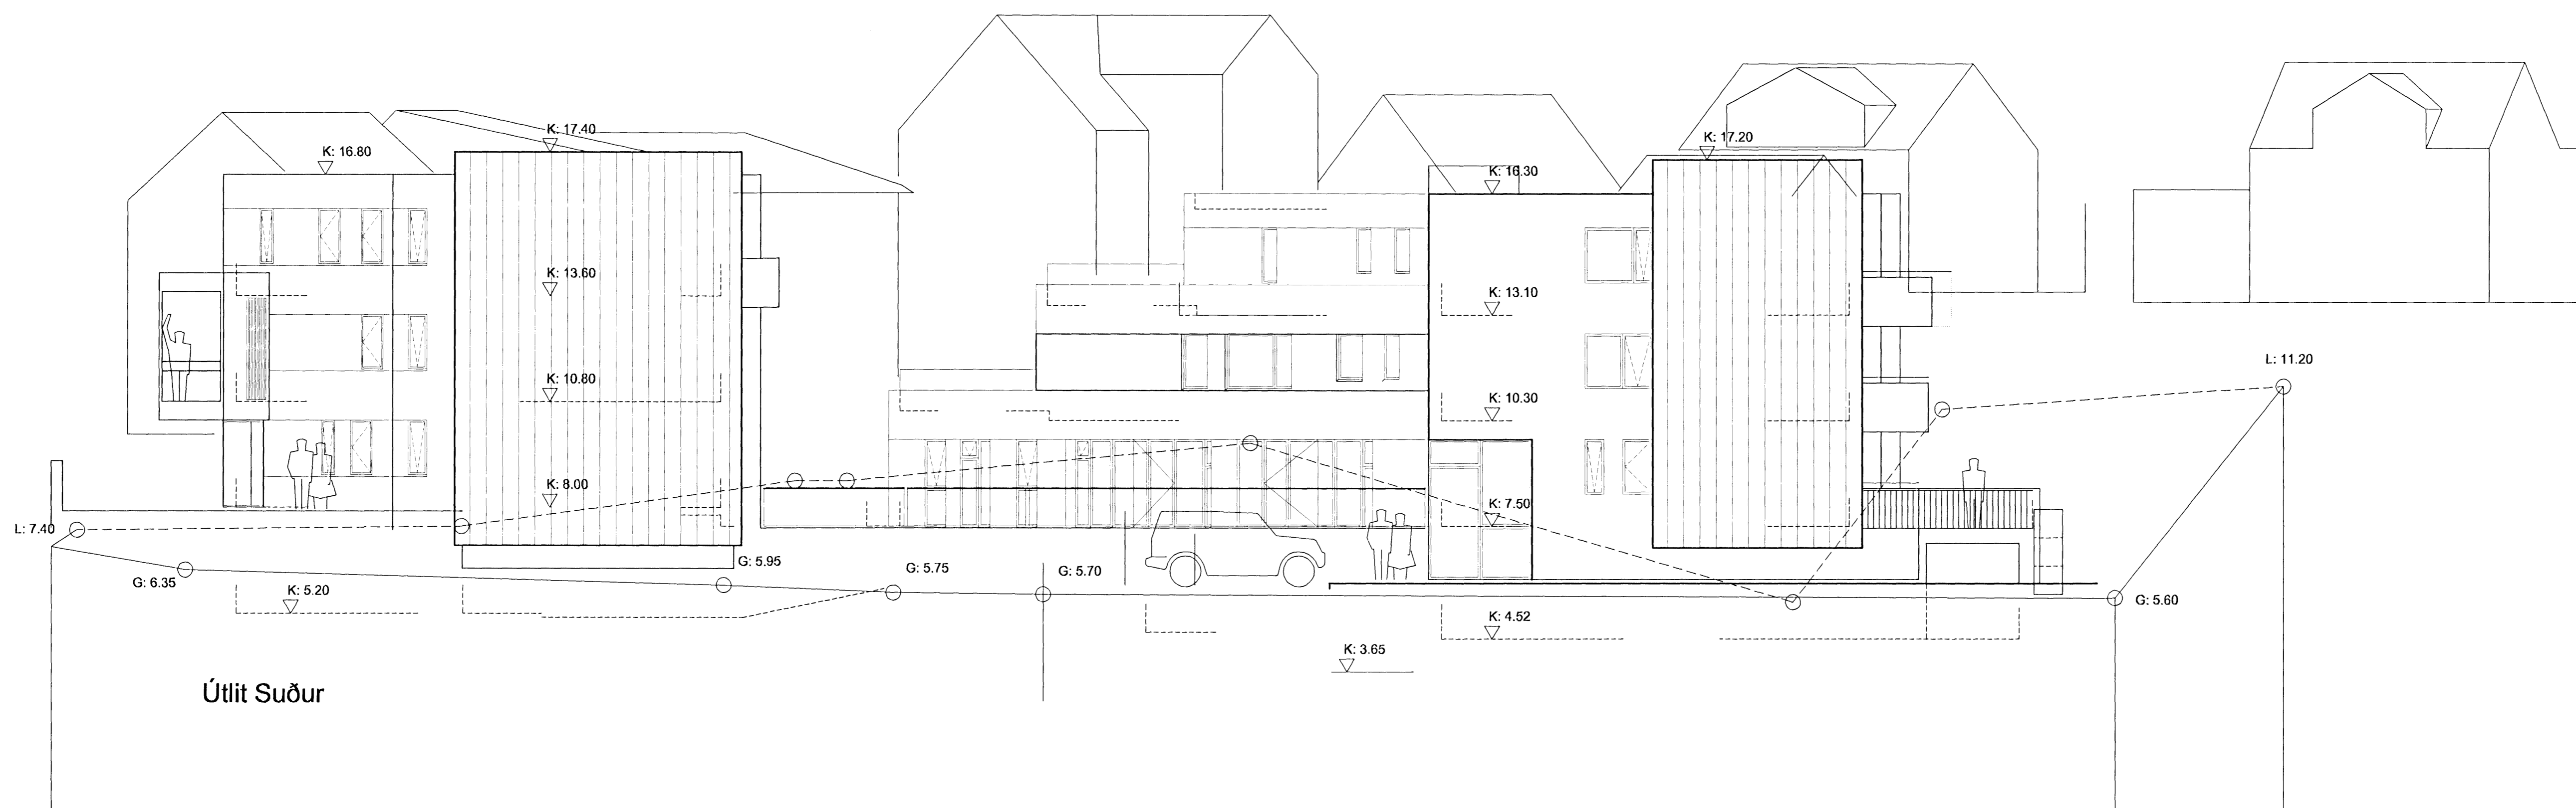 K: 17.40
K: 16.80
K: 17.20
K: 16.30
K: 13.60
K: 13.10
L: 11.20
K: 10.80
K: 10.30
K: 8.00
K: 7.50
L: 7.40
G: 6.35
G: 5.95
G: 5.75
G: 5.70
K: 5.20
G: 5.60
K: 4.52
K: 3.65
Útlit Suður